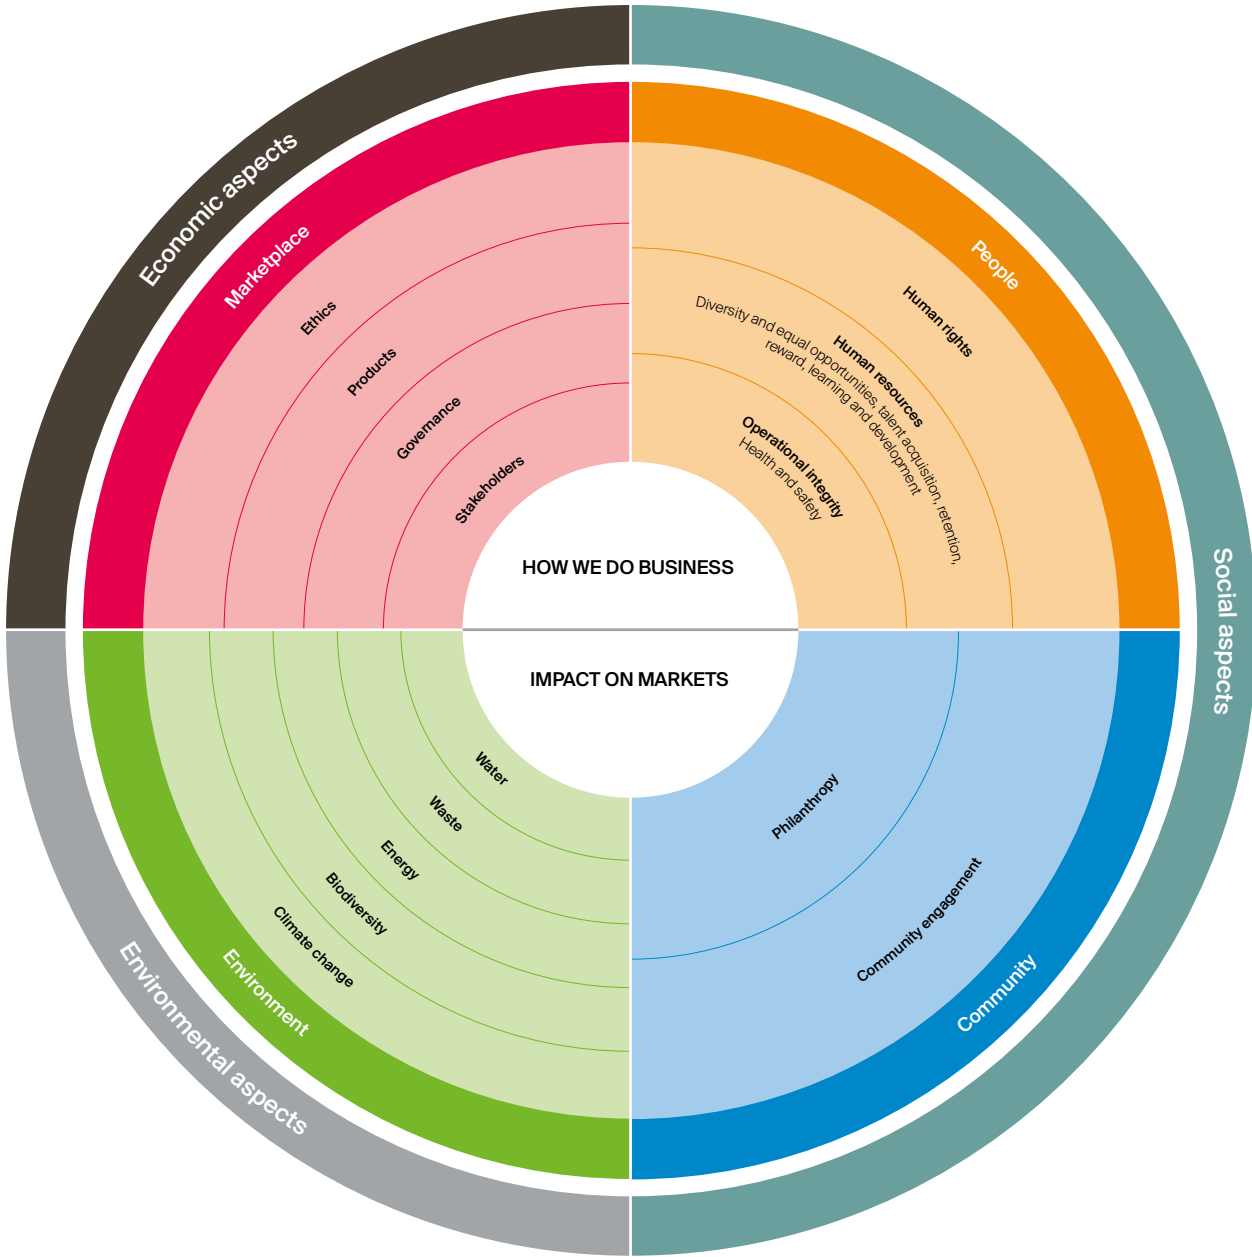 Economic aspects
Marketplace
Ethics
Products
Governance
Stakeholders
People
Human rights
Human resources
Diversity and equal opportunities, talent acquisition, retention,
reward, learning and development
Operational integrity
Health and safety
HOW WE DO BUSINESS
IMPACT ON MARKETS
Social aspects
Water
Waste
Energy
Biodiversity
Climate change
Environment
Environmental aspects
Philanthropy
Community engagement
Community